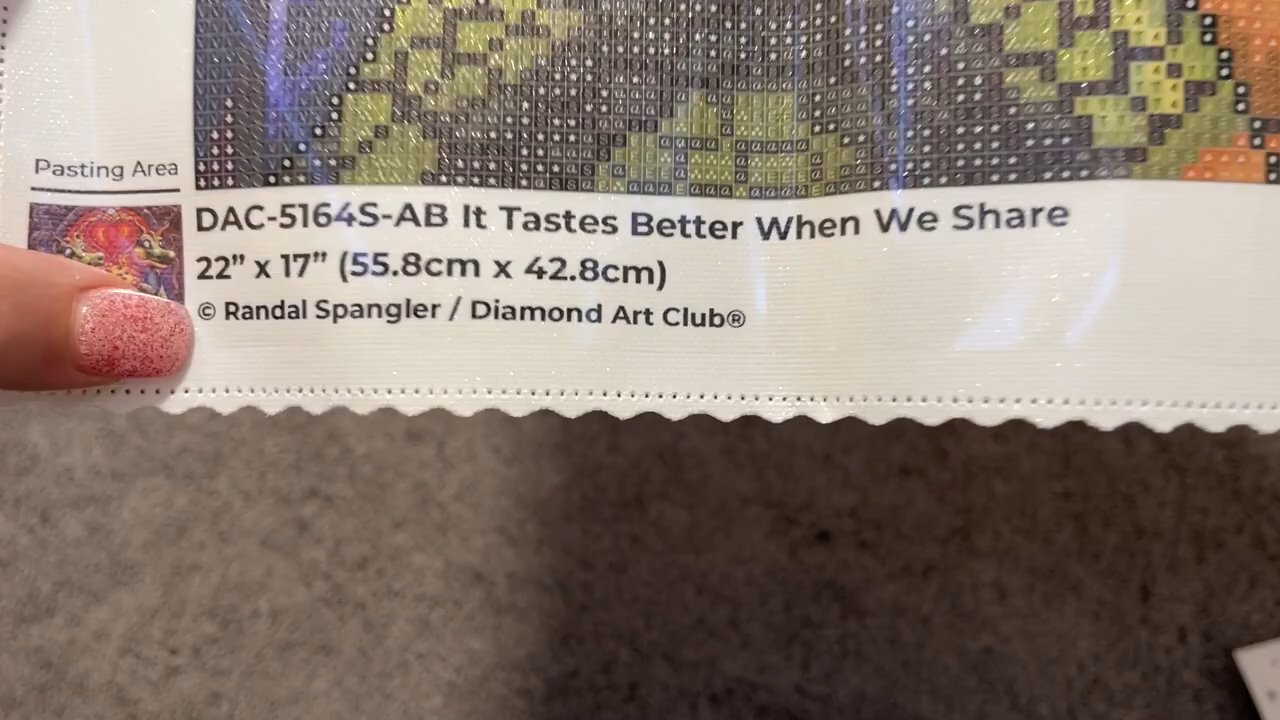 Pasting Area
DAC-5164S-AB It Tastes Better When We Share
22” x 17” (55.8cm x 42.8cm)
© Randal Spangler / Diamond Art Club®